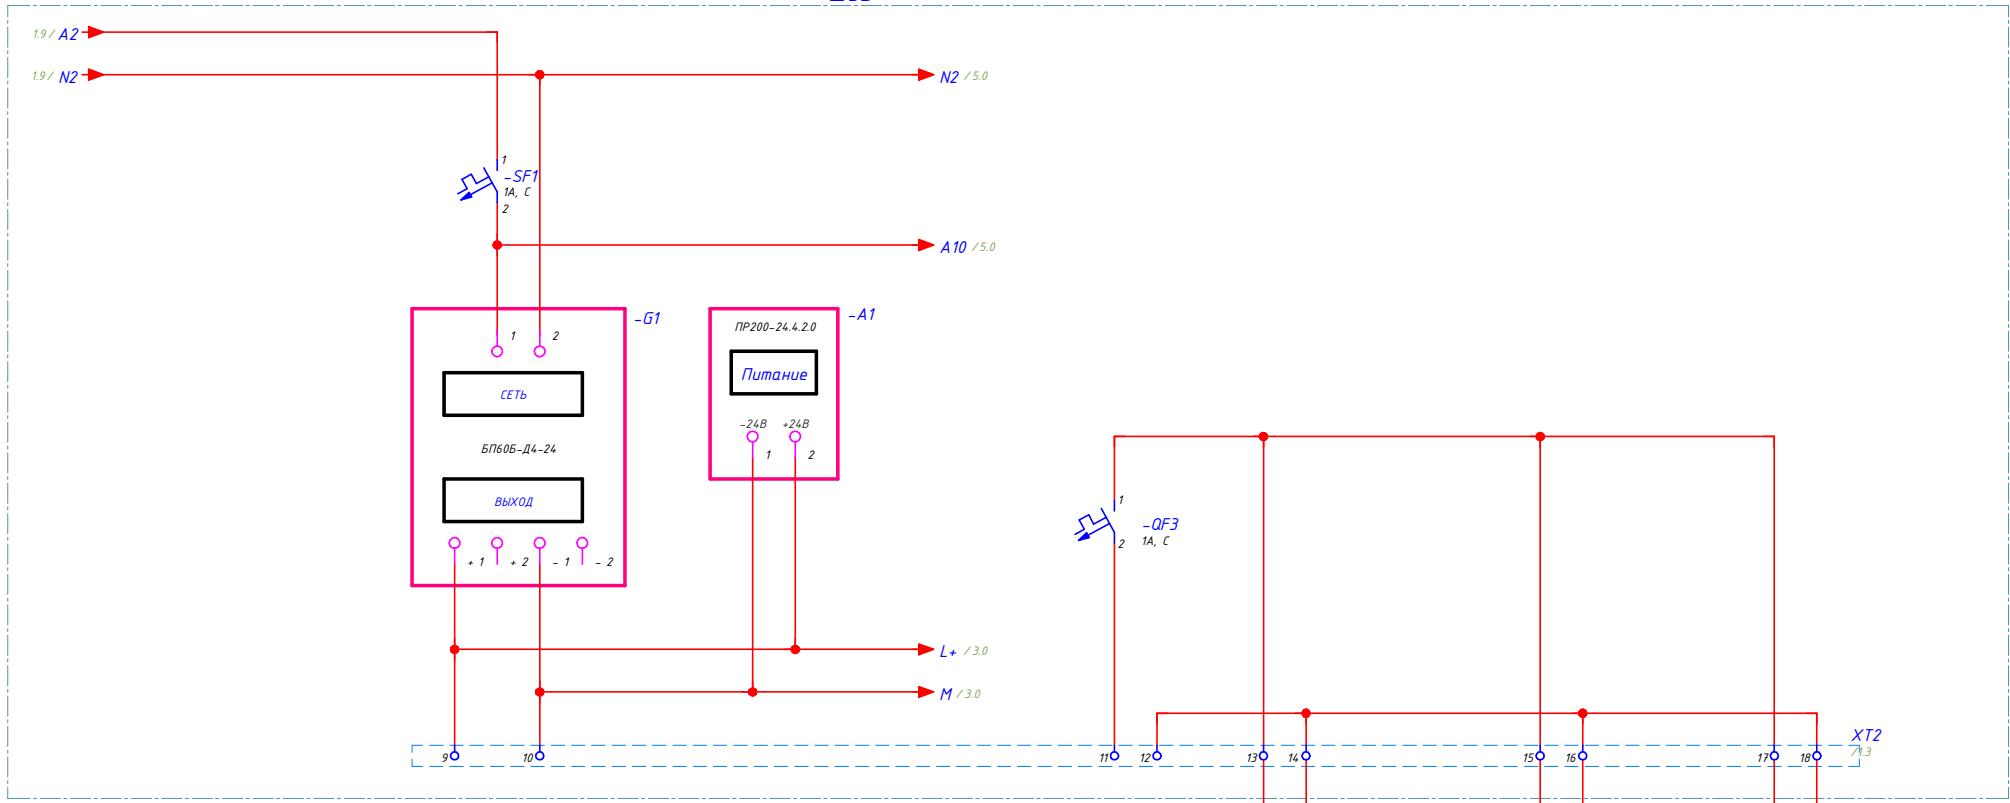 1.9 / A2
1.9 / N2
N2 / 5.0
1
-SF1
1A, C
2
A10 / 5.0
-G1
1 2
СЕТЬ
БП60Б-Д4-24
ВЫХОД
+ 1 + 2 - 1 - 2
-A1
ПР200-24.4.2.0
Питание
-24В +24В
1 2
1
-QF3
1A, C
2
L+ / 3.0
M / 3.0
XT2
/1.3
9 10 11 12 13 14 15 16 17 18